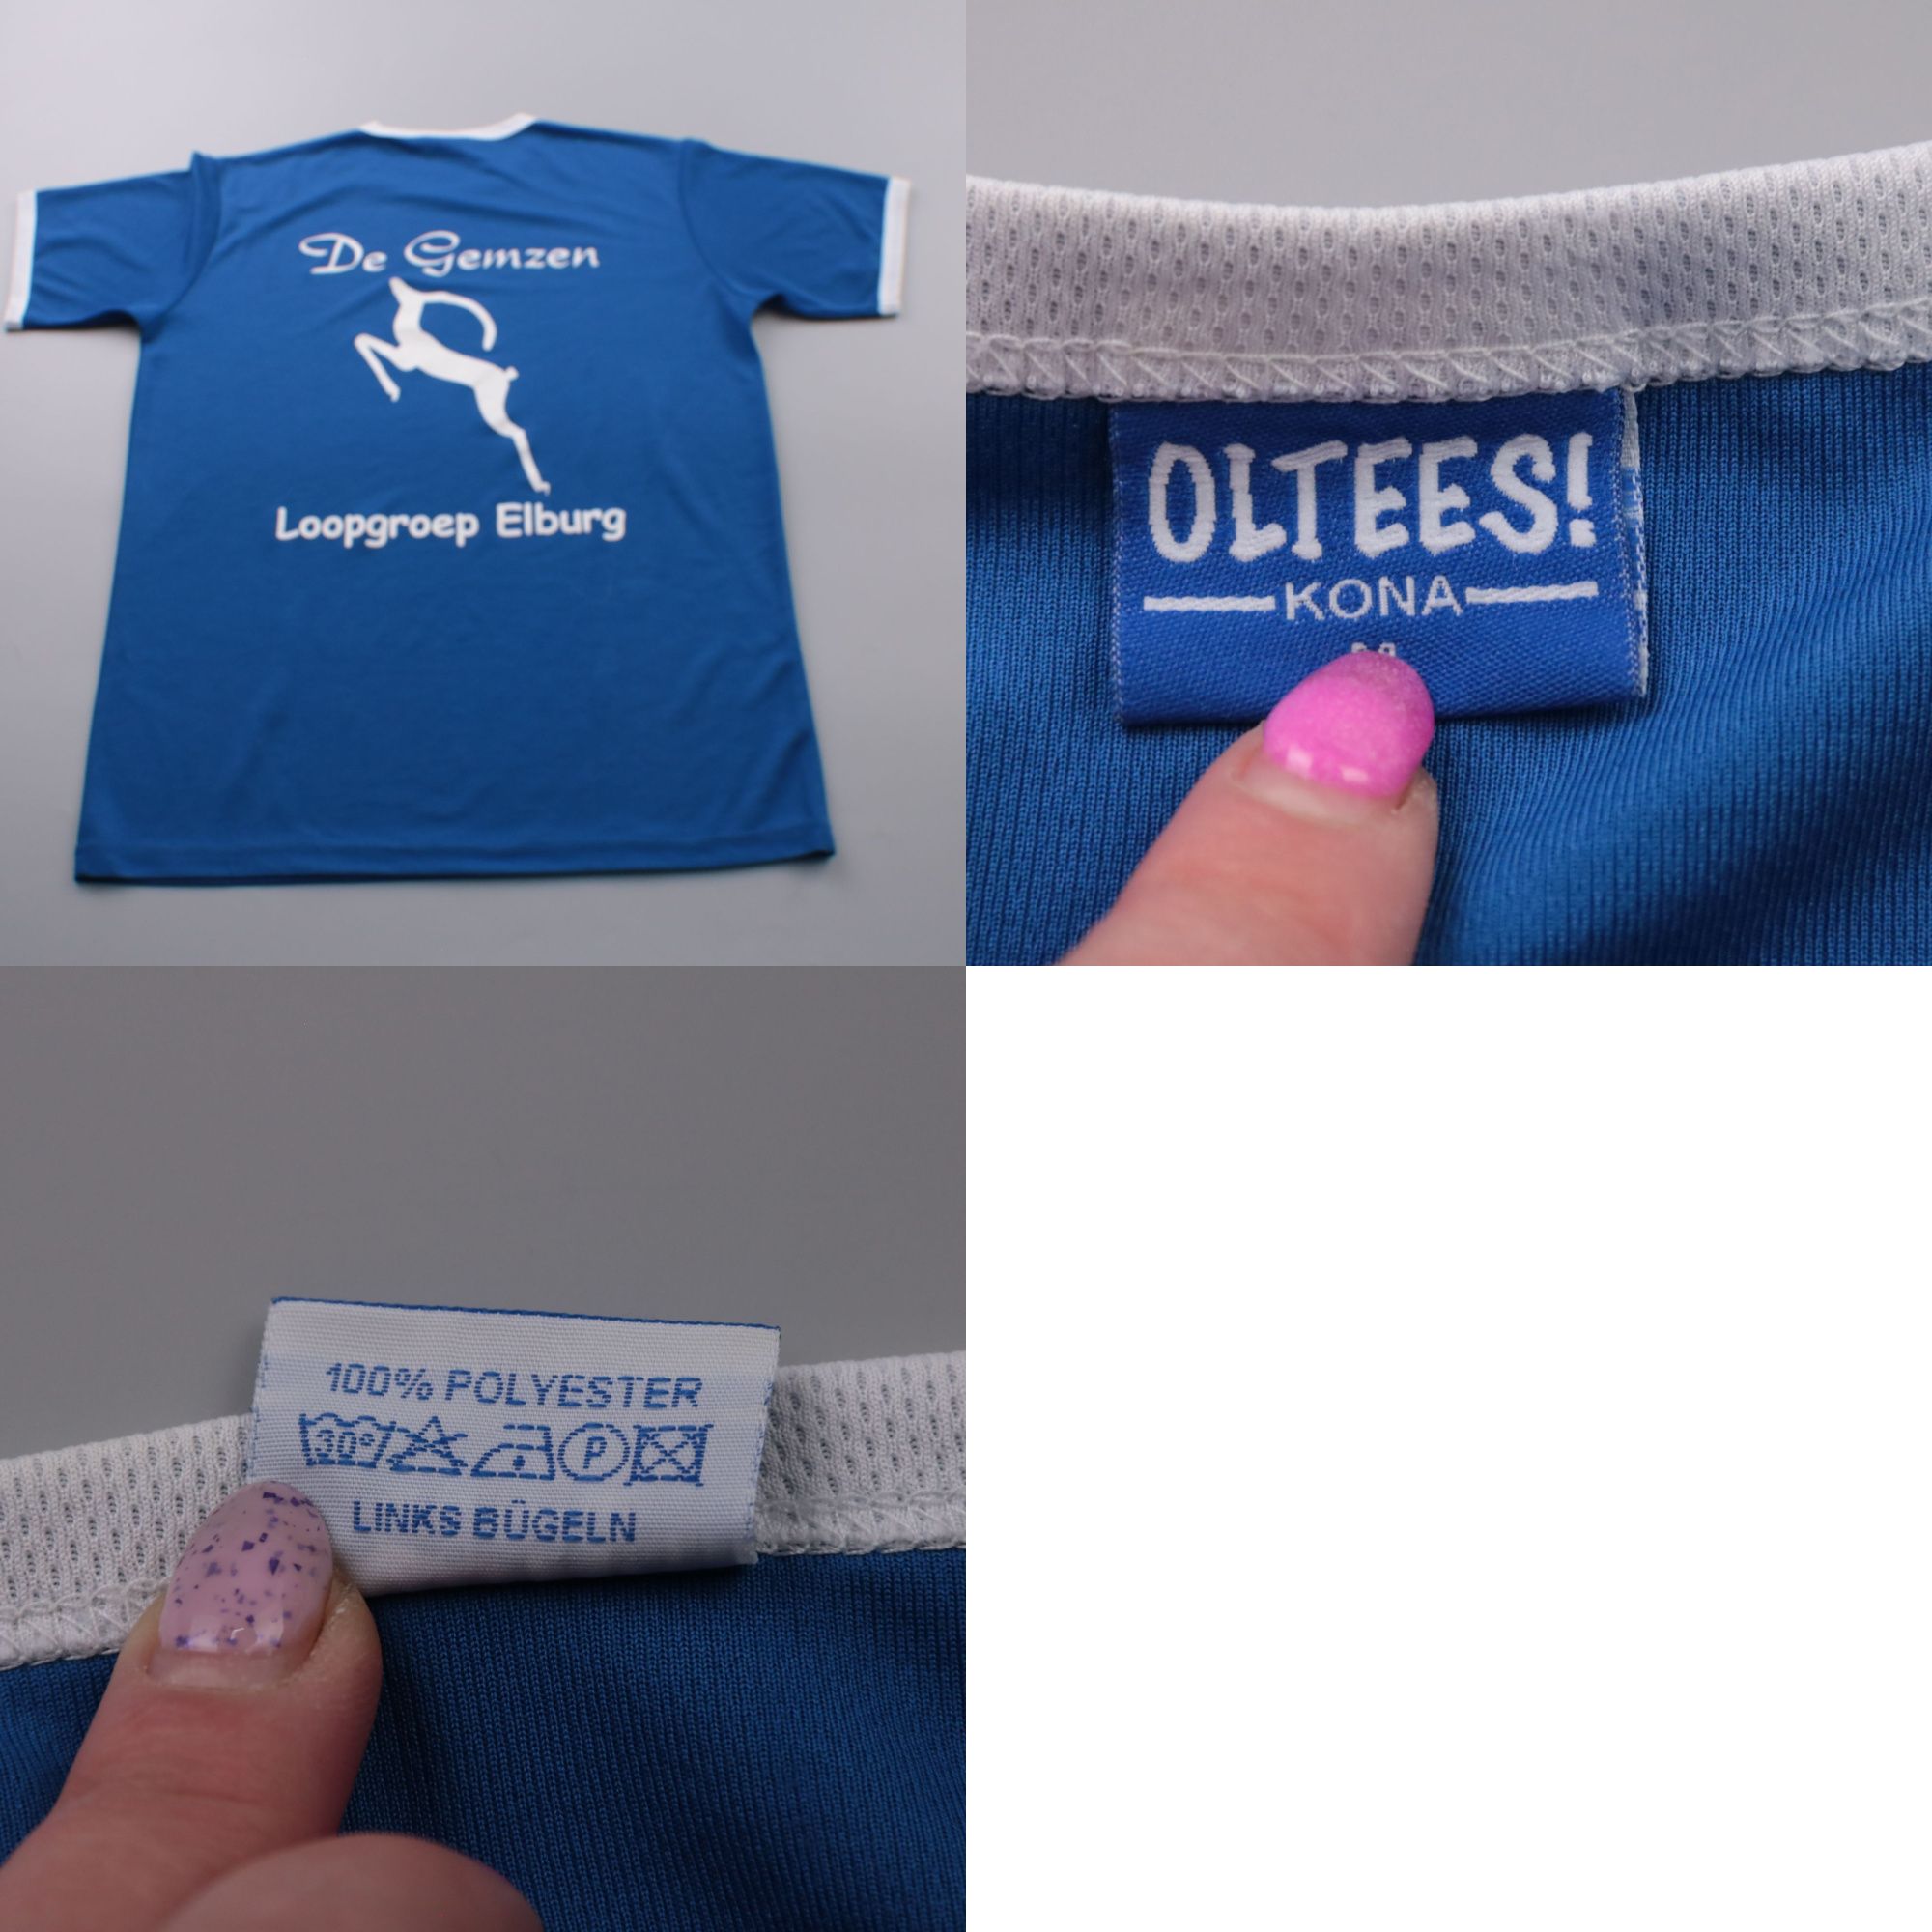 De Gemzen
Loopgroep Elburg
OLTEES!
KONA
100% POLYESTER
30°
P
LINKS BÜGELN